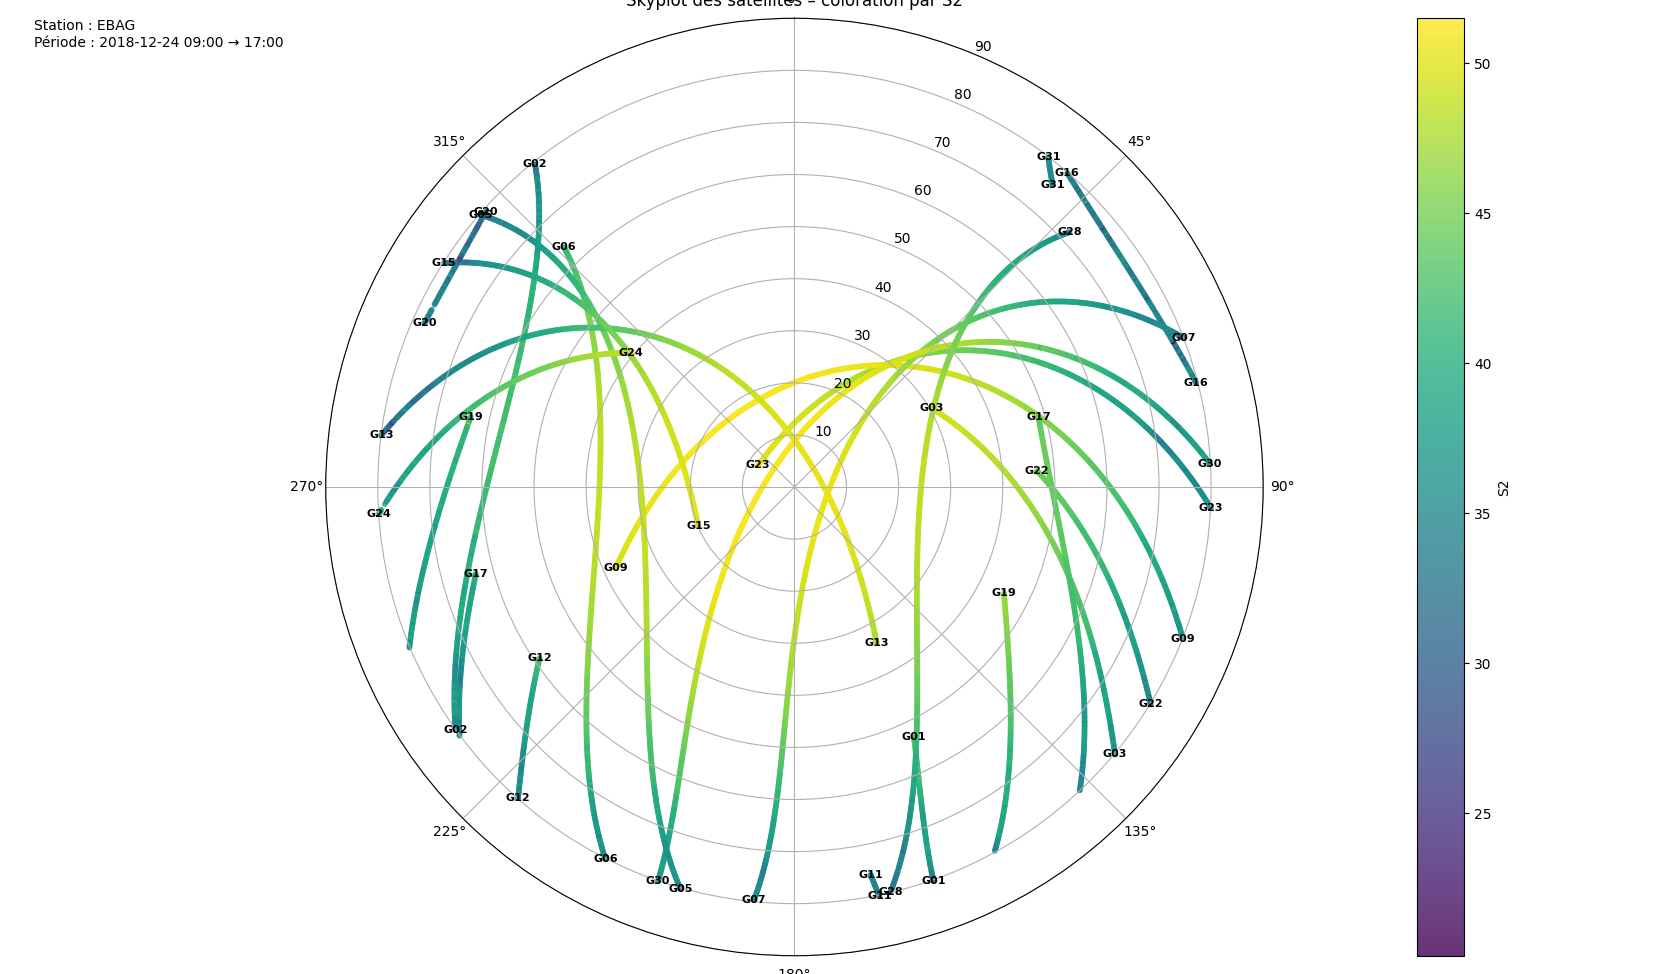 Skyplot des satellites – coloration par S2
Station : EBAG
Période : 2018-12-24 09:00 → 17:00
90
50
80
315°
45°
70
G31
G02
G16
G31
60
G20
45
G28
50
G06
G15
40
G20
30
G07
G24
40
20
G16
G03
G19
G17
10
G13
G23
G30
G22
270°
90°
S2
G23
G24
35
G15
G09
G17
G19
G09
G13
G12
30
G22
G02
G01
G03
G12
25
225°
135°
G06
G11
G30
G01
G05
G28
G11
G07
180°